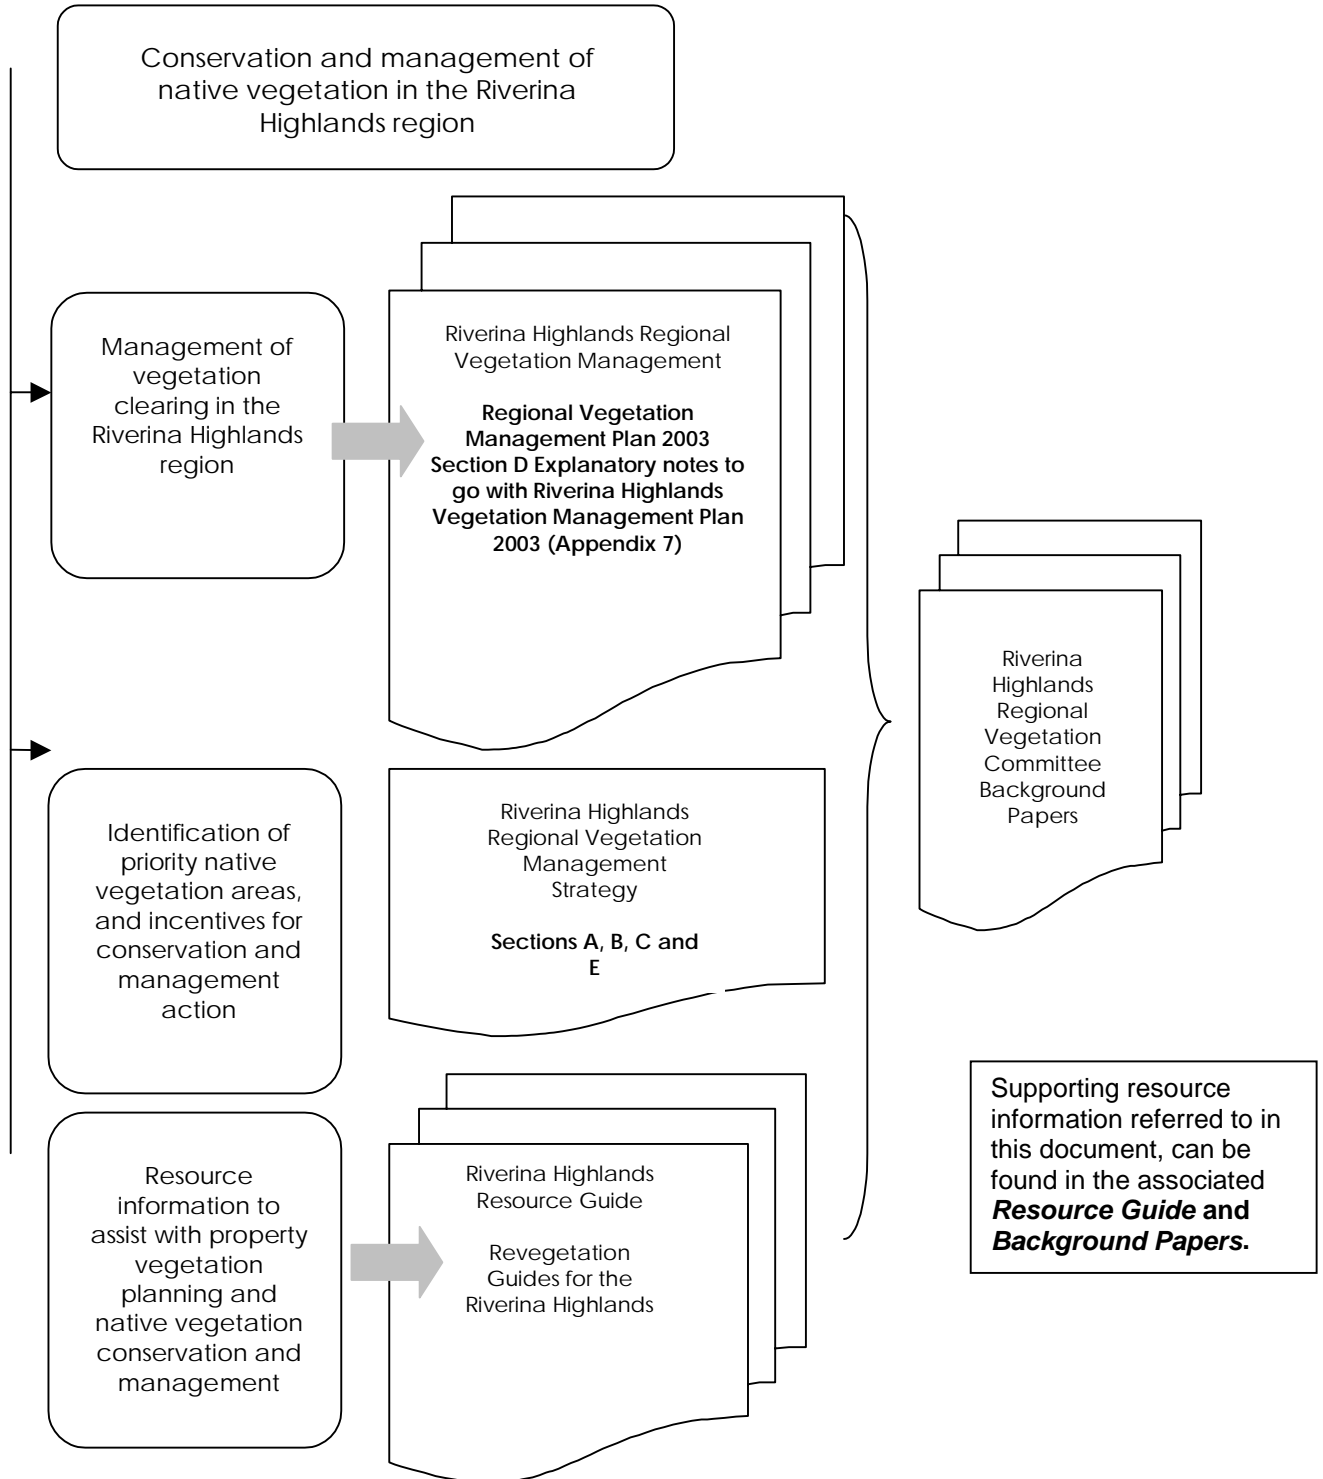 Conservation and management of
native vegetation in the Riverina
Highlands region
Management of
vegetation
clearing in the
Riverina Highlands
region
Riverina Highlands Regional
Vegetation Management
Regional Vegetation
Management Plan 2003
Section D Explanatory notes to
go with Riverina Highlands
Vegetation Management Plan
2003 (Appendix 7)
Riverina
Highlands
Regional
Vegetation
Committee
Background
Papers
Identification of
priority native
vegetation areas,
and incentives for
conservation and
management
action
Riverina Highlands
Regional Vegetation
Management
Strategy
Sections A, B, C and
E
Resource
information to
assist with property
vegetation
planning and
native vegetation
conservation and
management
Riverina Highlands
Resource Guide
Revegetation
Guides for the
Riverina Highlands
Supporting resource
information referred to in
this document, can be
found in the associated
Resource Guide and
Background Papers.